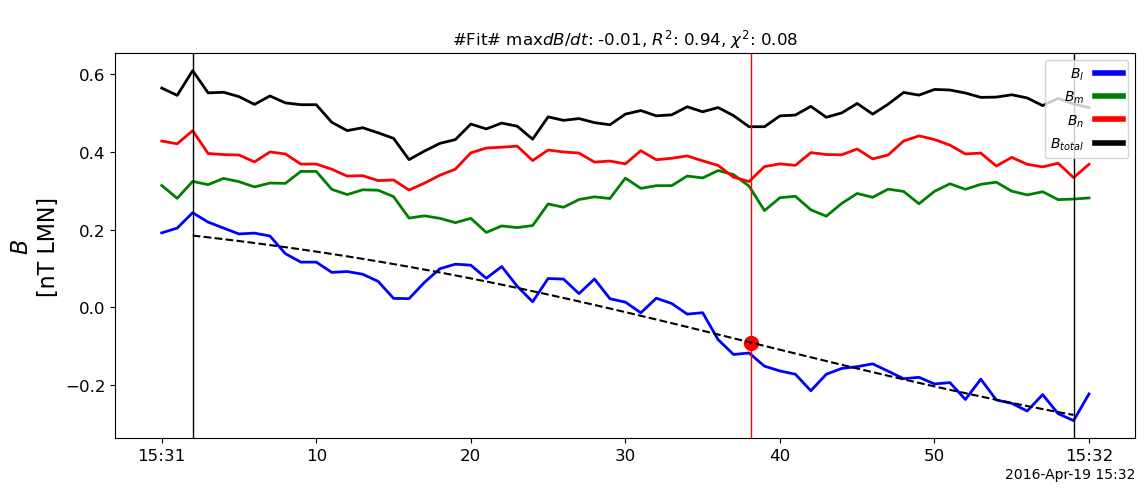 #Fit# maxdB/dt: -0.01, R²: 0.94, χ²: 0.08
B
[nT LMN]
0.6
0.4
0.2
0.0
−0.2
B_l
B_m
B_n
B_total
15:31 10 20 30 40 50 15:32
2016-Apr-19 15:32